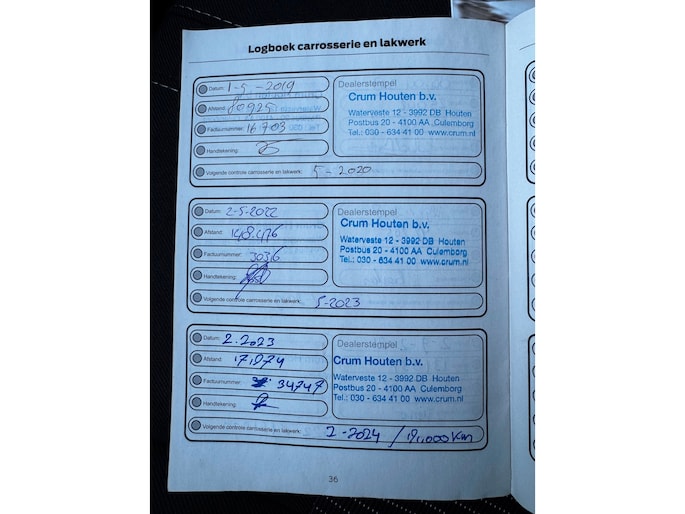 Logboek carrosserie en lakwerk
Datum: 1-5-2019
Afstand: 80925
Factuurnummer: 16703
Handtekening:
Volgende controle carrosserie en lakwerk: 5-2020
Dealerstempel
Crum Houten b.v.
Waterveste 12 - 3992 DB Houten
Postbus 20 - 4100 AA Culemborg
Tel.: 030 - 634 41 00 www.crum.nl
Datum: 2-5-2022
Afstand: 148.476
Factuurnummer: 3036
Handtekening:
Volgende controle carrosserie en lakwerk: 5-2023
Dealerstempel
Crum Houten b.v.
Waterveste 12 - 3992 DB Houten
Postbus 20 - 4100 AA Culemborg
Tel.: 030 - 634 41 00 www.crum.nl
Datum: 2.2023
Afstand:
Factuurnummer: 34747
Handtekening:
Volgende controle carrosserie en lakwerk: 2-2024 / 191.000 km
Dealerstempel
Crum Houten b.v.
Waterveste 12 - 3992 DB Houten
Postbus 20 - 4100 AA Culemborg
Tel.: 030 - 634 41 00 www.crum.nl
36